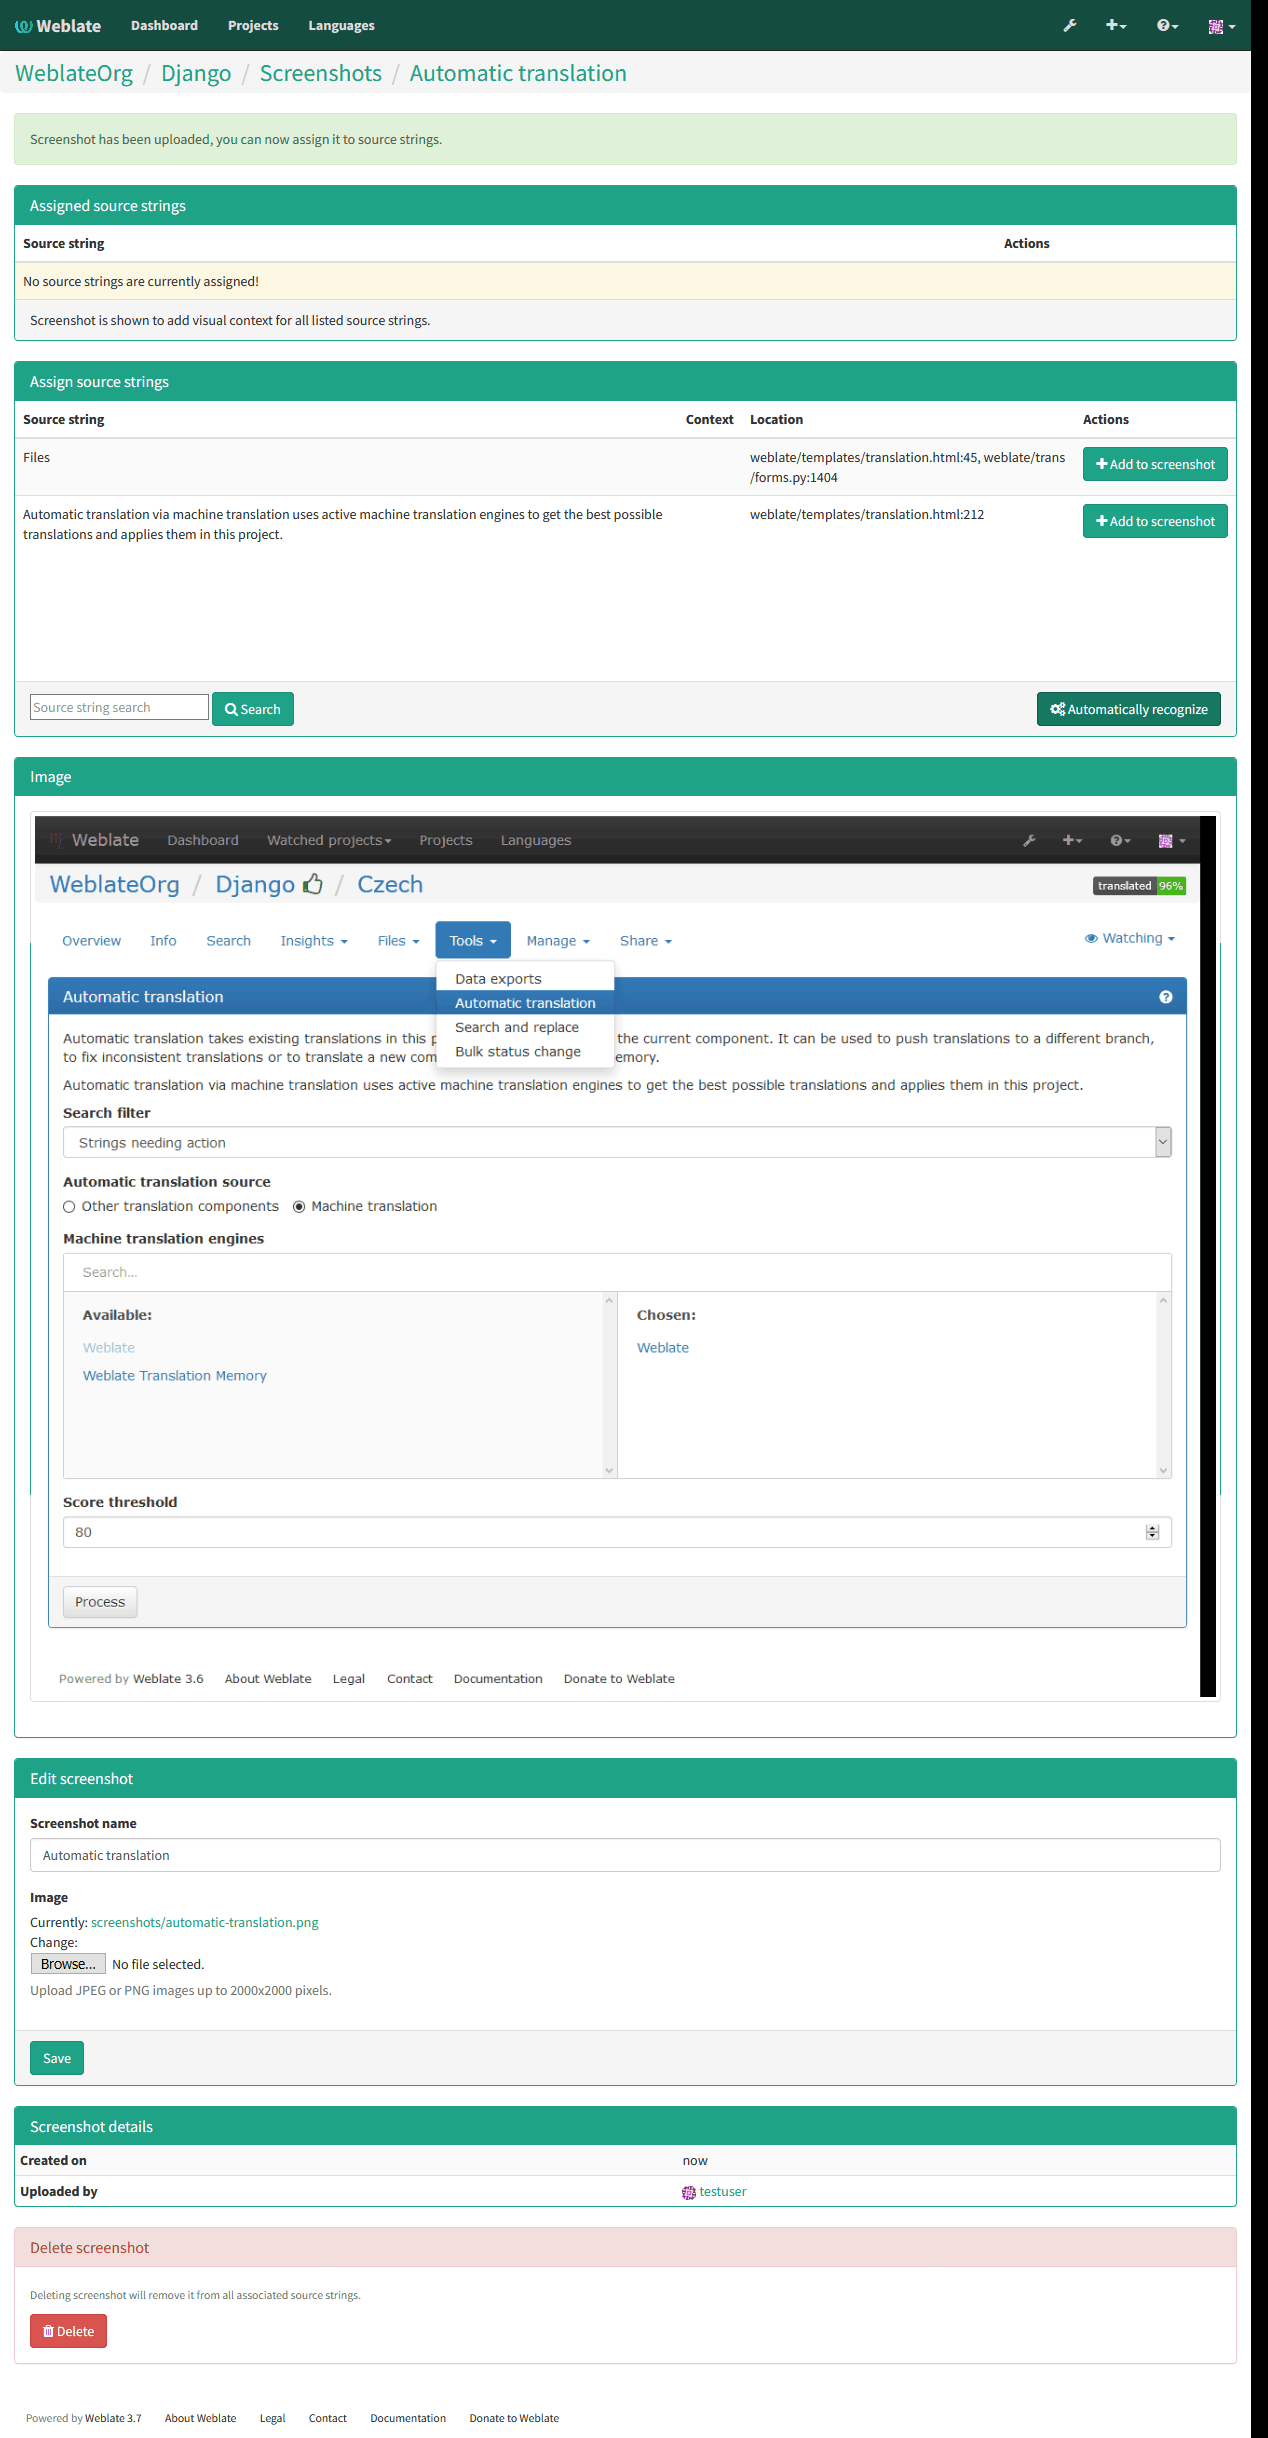 Weblate Dashboard Projects Languages
WeblateOrg / Django / Screenshots / Automatic translation
Screenshot has been uploaded, you can now assign it to source strings.
Assigned source strings
Source string Actions
No source strings are currently assigned!
Screenshot is shown to add visual context for all listed source strings.
Assign source strings
Source string Context Location Actions
Files weblate/templates/translation.html:45, weblate/trans Add to screenshot
/forms.py:1404
Automatic translation via machine translation uses active machine translation engines to get the best possible weblate/templates/translation.html:212 Add to screenshot
translations and applies them in this project.
Source string search Search Automatically recognize
Image
Weblate Dashboard Watched projects Projects Languages
WeblateOrg / Django / Czech translated 96%
Overview Info Search Insights Files Tools Manage Share Watching
Data exports
Automatic translation Automatic translation
Search and replace
Bulk status change
Automatic translation takes existing translations in this p the current component. It can be used to push translations to a different branch,
to fix inconsistent translations or to translate a new com emory.
Automatic translation via machine translation uses active machine translation engines to get the best possible translations and applies them in this project.
Search filter
Strings needing action
Automatic translation source
Other translation components Machine translation
Machine translation engines
Search...
Available: Chosen:
Weblate Weblate
Weblate Translation Memory
Score threshold
80
Process
Powered by Weblate 3.6 About Weblate Legal Contact Documentation Donate to Weblate
Edit screenshot
Screenshot name
Automatic translation
Image
Currently: screenshots/automatic-translation.png
Change:
Browse... No file selected.
Upload JPEG or PNG images up to 2000x2000 pixels.
Save
Screenshot details
Created on now
Uploaded by testuser
Delete screenshot
Deleting screenshot will remove it from all associated source strings.
Delete
Powered by Weblate 3.7 About Weblate Legal Contact Documentation Donate to Weblate